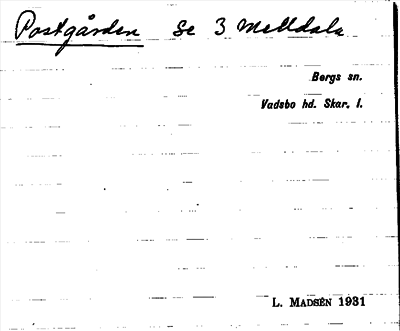 Postgården Se 3 Melldala
Bergs sn.
Vadsbo hd. Skar. l.
L. MADSÉN 1931